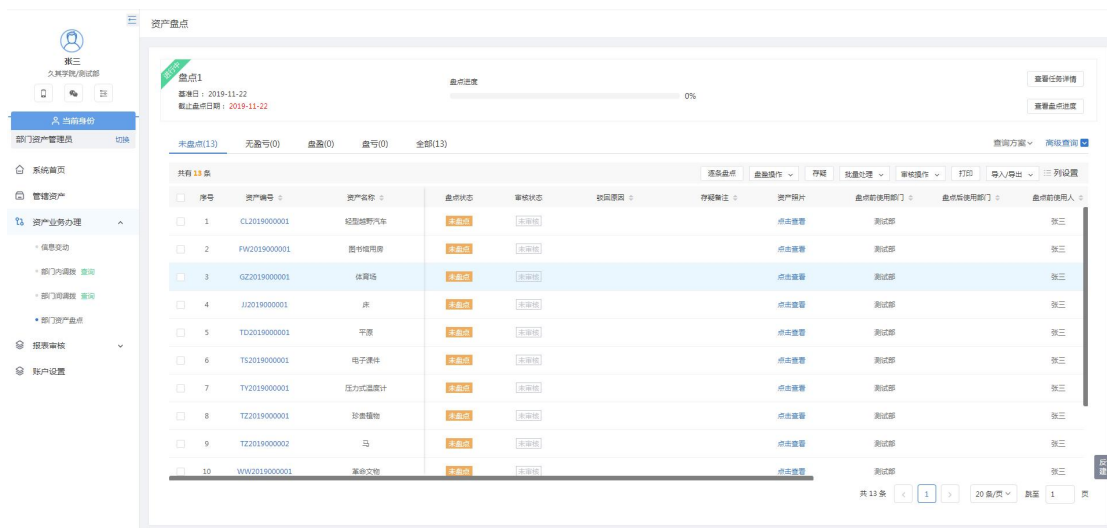 资产盘点
张三
久其学院/测试部
当前身份
部门资产管理员 切换
系统首页
管辖资产
资产业务办理
信息变动
部门内调拨 查询
部门间调拨 查询
部门资产盘点
报表审核
账户设置
进行中
盘点1
基准日： 2019-11-22
截止盘点日期： 2019-11-22
盘点进度
0%
查看任务详情
查看盘点进度
未盘点(13) 无盈亏(0) 盘盈(0) 盘亏(0) 全部(13)
查询方案 高级查询
共有 13 条
逐条盘点 盘盈操作 存疑 批量处理 审核操作 打印 导入/导出 列设置
序号 资产编号 资产名称 盘点状态 审核状态 驳回原因 存疑备注 资产照片 盘点前使用部门 盘点后使用部门 盘点前使用人
1 CL2019000001 轻型越野汽车 未盘点 未审核 点击查看 测试部 张三
2 FW2019000001 图书馆用房 未盘点 未审核 点击查看 测试部 张三
3 GZ2019000001 体育场 未盘点 未审核 点击查看 测试部 张三
4 JJ2019000001 床 未盘点 未审核 点击查看 测试部 张三
5 TD2019000001 平原 未盘点 未审核 点击查看 测试部 张三
6 TS2019000001 电子课件 未盘点 未审核 点击查看 测试部 张三
7 TY2019000001 压力式温度计 未盘点 未审核 点击查看 测试部 张三
8 TZ2019000001 珍贵植物 未盘点 未审核 点击查看 测试部 张三
9 TZ2019000002 马 未盘点 未审核 点击查看 测试部 张三
10 WW2019000001 革命文物 未盘点 未审核 点击查看 测试部 张三
共 13 条 1 20 条/页 跳至 1 页